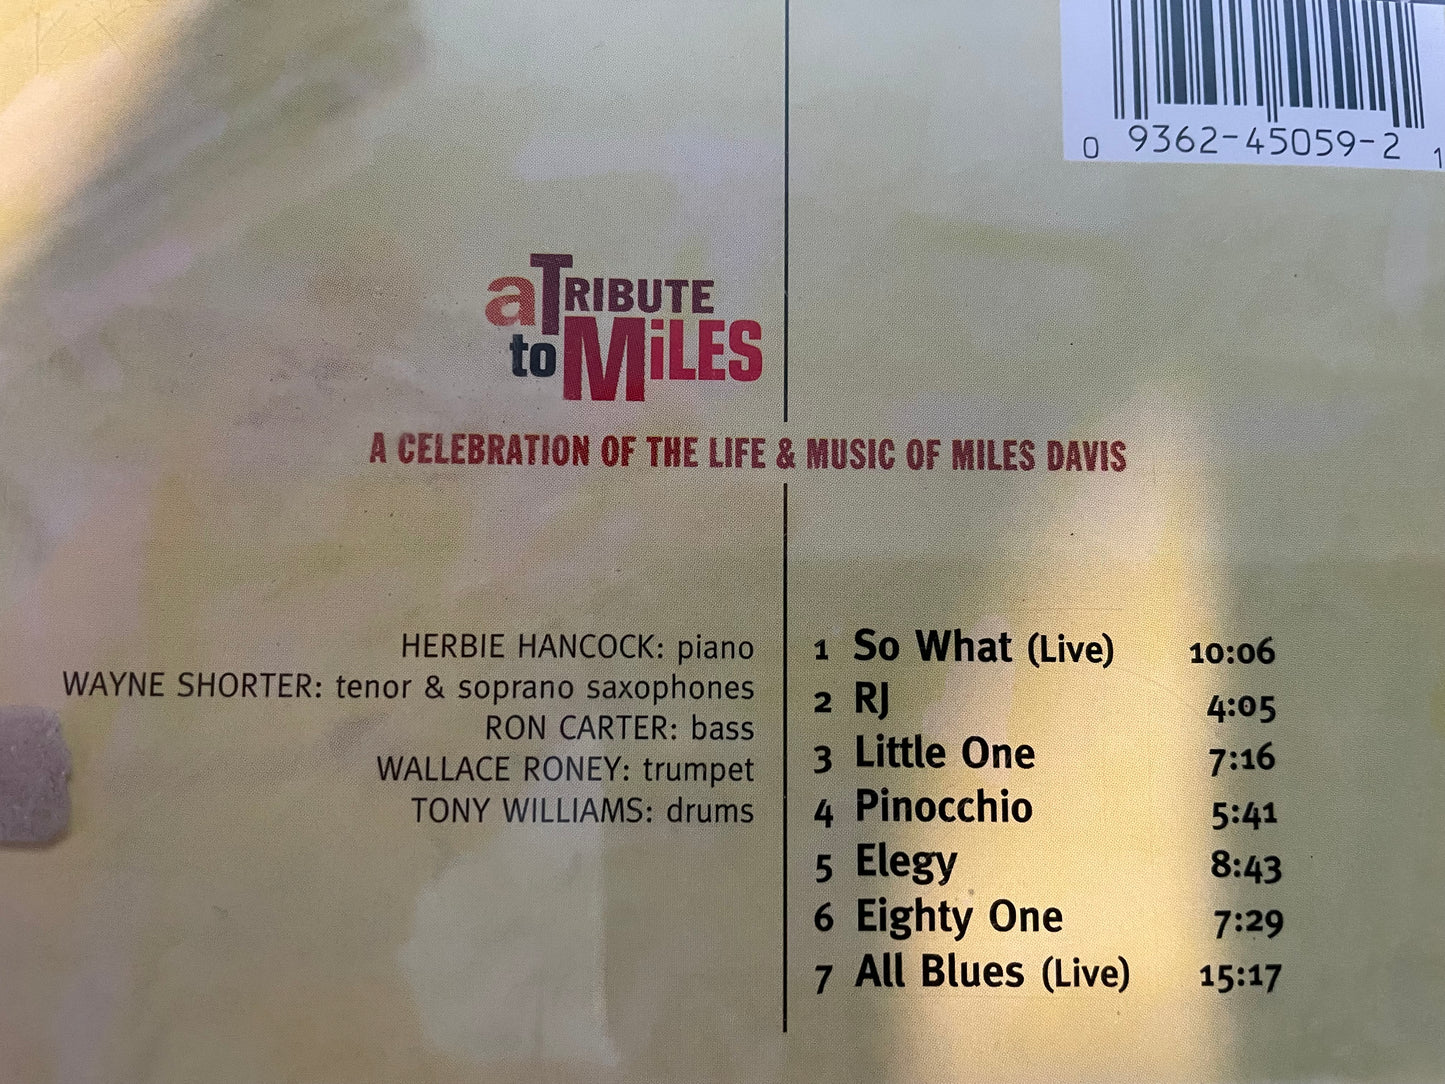 0 9362-45059-2 1
a TRIBUTE
to MiLES
A CELEBRATION OF THE LIFE & MUSIC OF MILES DAVIS
HERBIE HANCOCK: piano
WAYNE SHORTER: tenor & soprano saxophones
RON CARTER: bass
WALLACE RONEY: trumpet
TONY WILLIAMS: drums
1 So What (Live) 10:06
2 RJ 4:05
3 Little One 7:16
4 Pinocchio 5:41
5 Elegy 8:43
6 Eighty One 7:29
7 All Blues (Live) 15:17